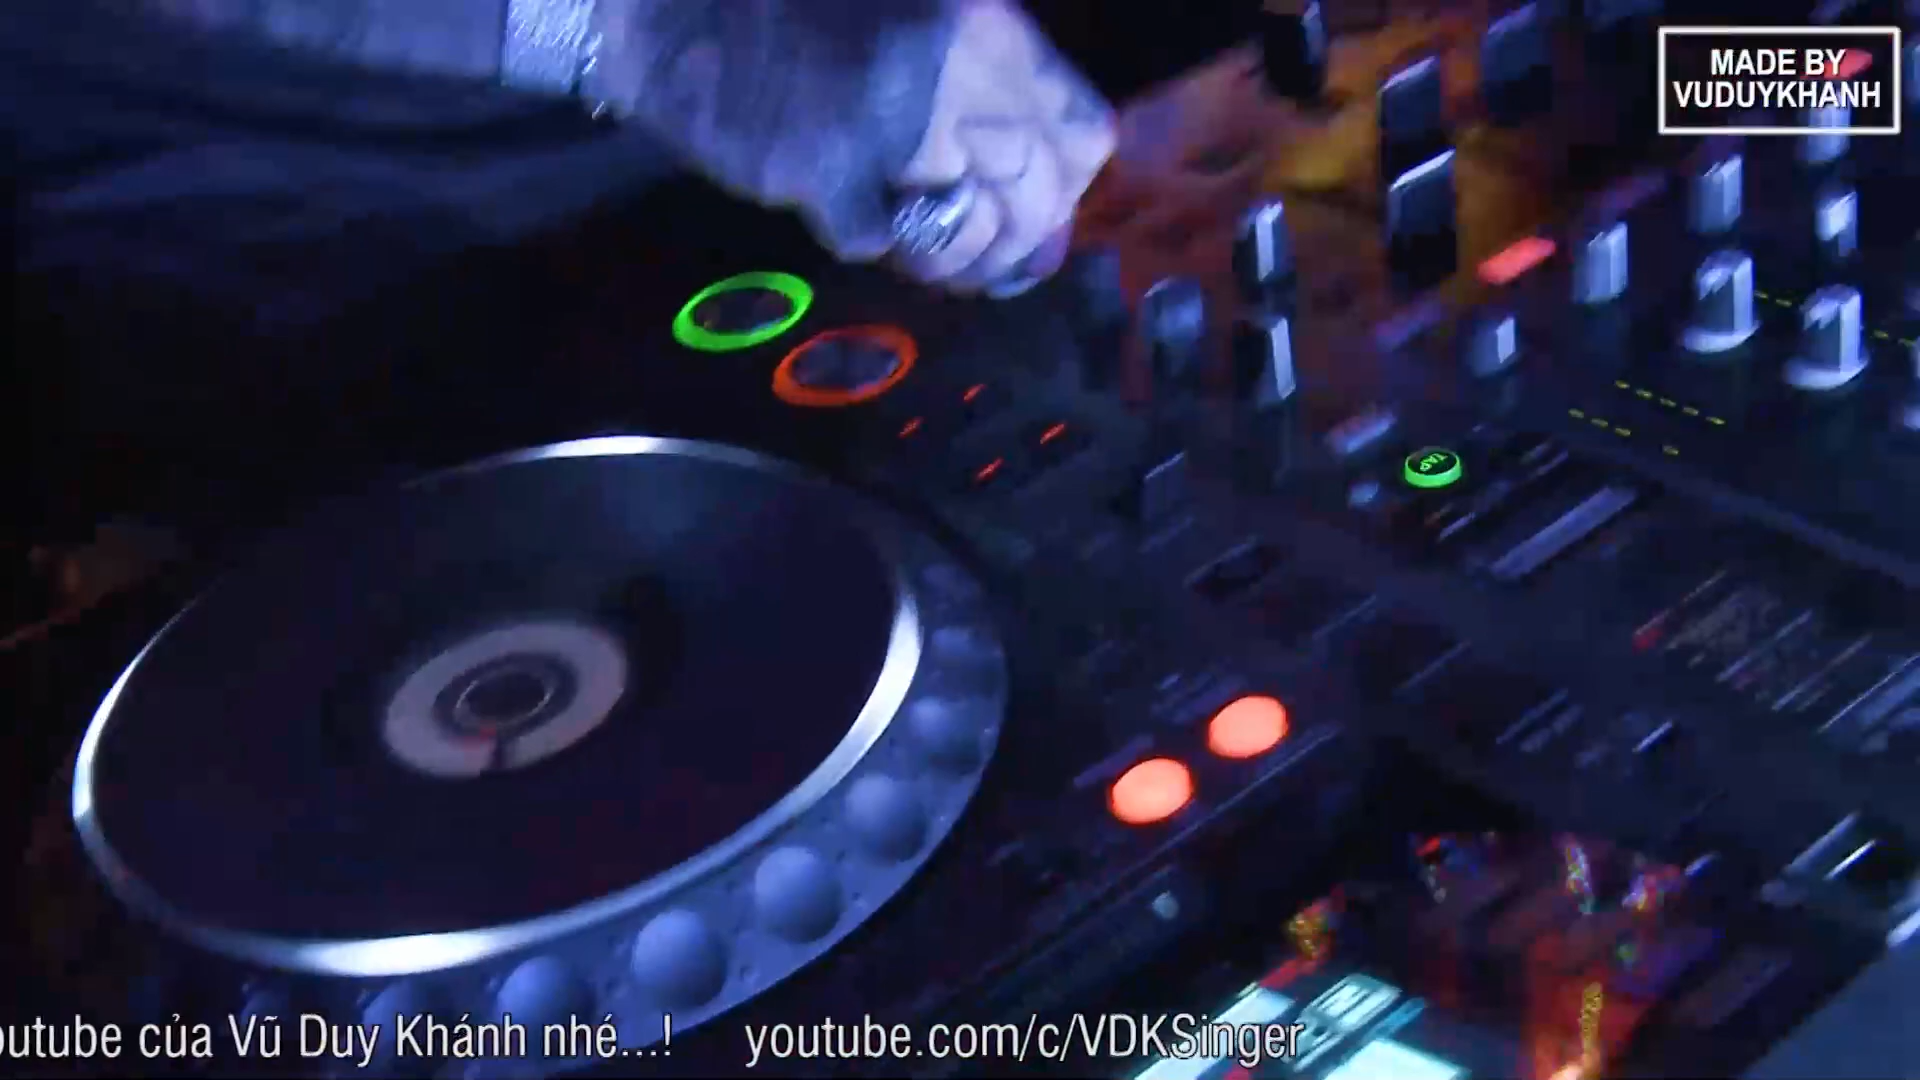 MADE BY
VUDUYKHANH
TAP
outube của Vũ Duy Khánh nhé...! youtube.com/c/VDKSinger